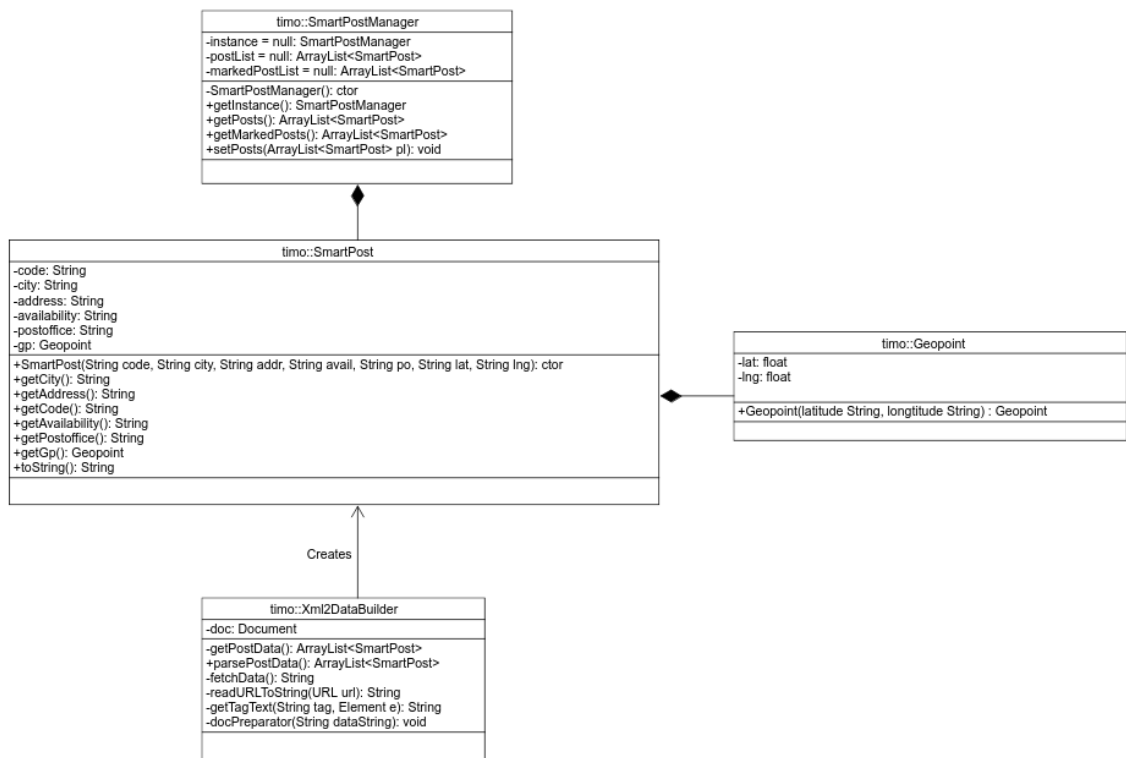 timo::SmartPostManager
-instance = null: SmartPostManager
-postList = null: ArrayList<SmartPost>
-markedPostList = null: ArrayList<SmartPost>
-SmartPostManager(): ctor
+getInstance(): SmartPostManager
+getPosts(): ArrayList<SmartPost>
+getMarkedPosts(): ArrayList<SmartPost>
+setPosts(ArrayList<SmartPost> pl): void
timo::SmartPost
-code: String
-city: String
-address: String
-availability: String
-postoffice: String
-gp: Geopoint
+SmartPost(String code, String city, String addr, String avail, String po, String lat, String lng): ctor
+getCity(): String
+getAddress(): String
+getCode(): String
+getAvailability(): String
+getPostoffice(): String
+getGp(): Geopoint
+toString(): String
timo::Geopoint
-lat: float
-lng: float
+Geopoint(latitude String, longtitude String) : Geopoint
Creates
timo::Xml2DataBuilder
-doc: Document
-getPostData(): ArrayList<SmartPost>
+parsePostData(): ArrayList<SmartPost>
-fetchData(): String
-readURLToString(URL url): String
-getTagText(String tag, Element e): String
-docPreparator(String dataString): void